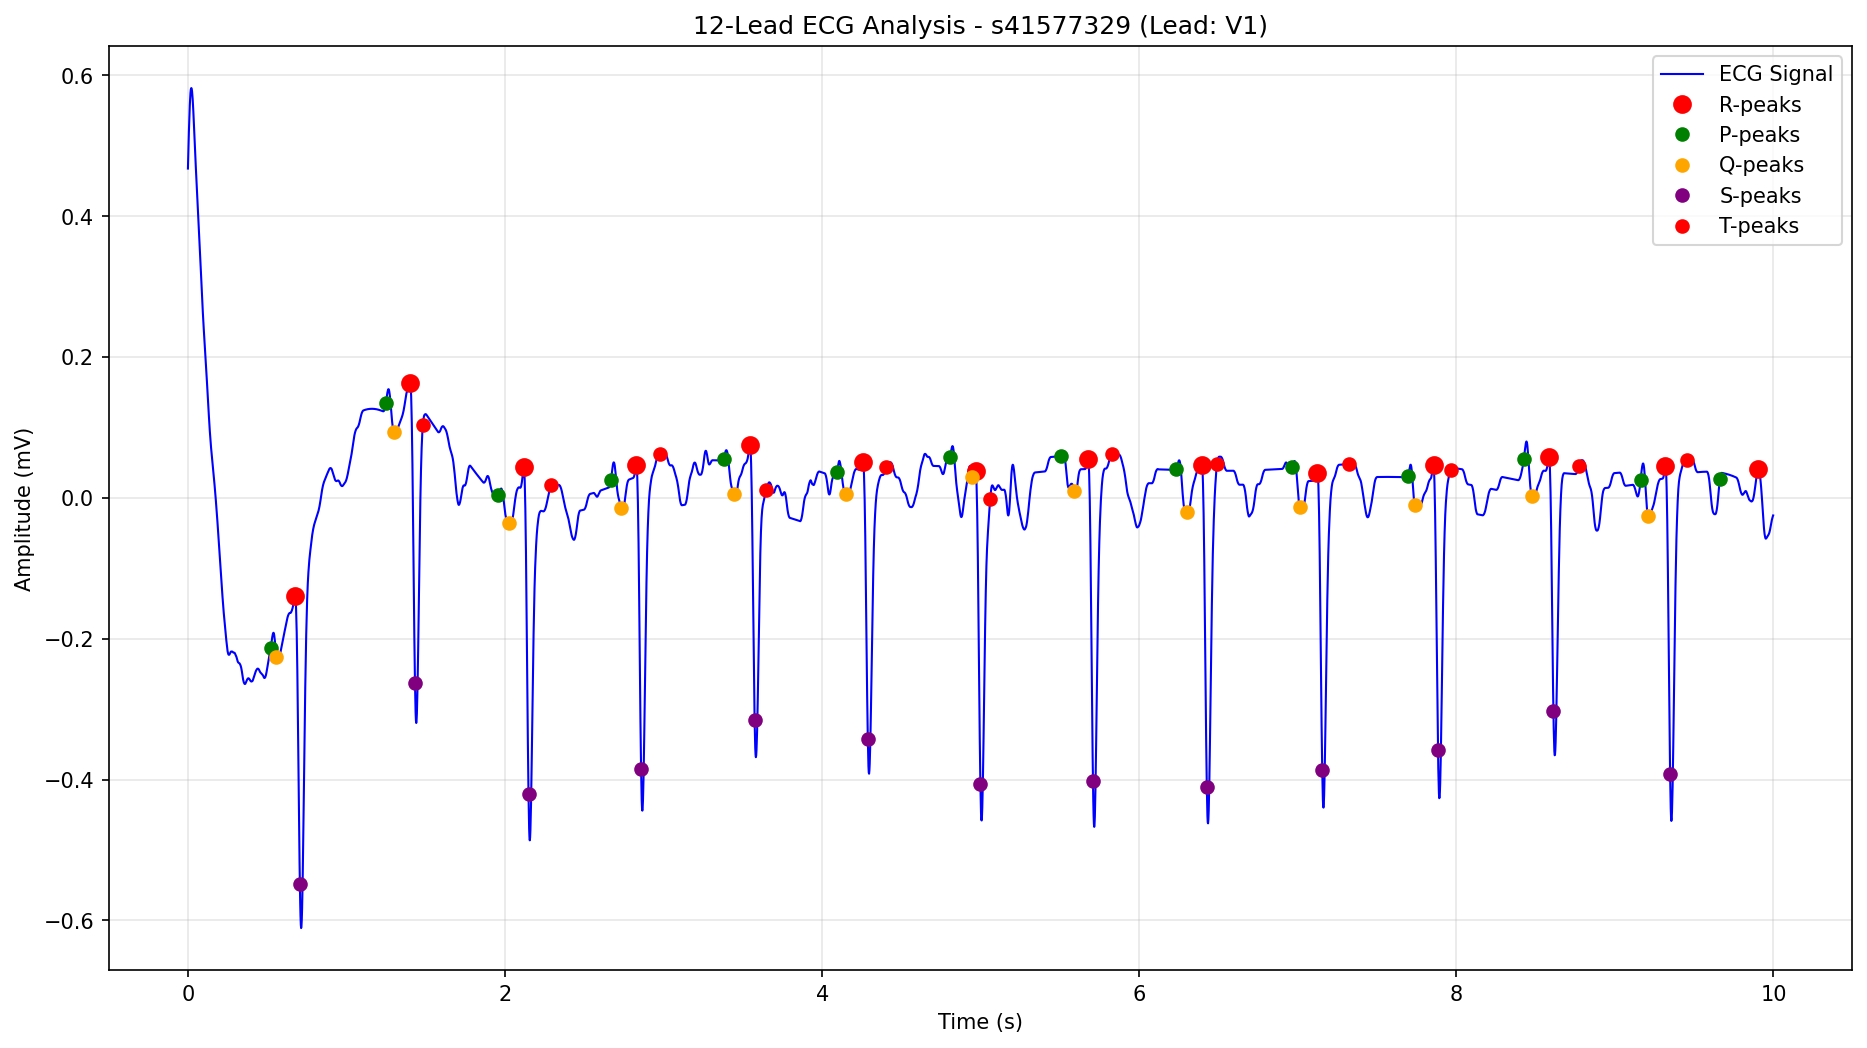 12-Lead ECG Analysis - s41577329 (Lead: V1)
ECG Signal
R-peaks
P-peaks
Q-peaks
S-peaks
T-peaks
Amplitude (mV)
0.6
0.4
0.2
0.0
−0.2
−0.4
−0.6
0 2 4 6 8 10
Time (s)